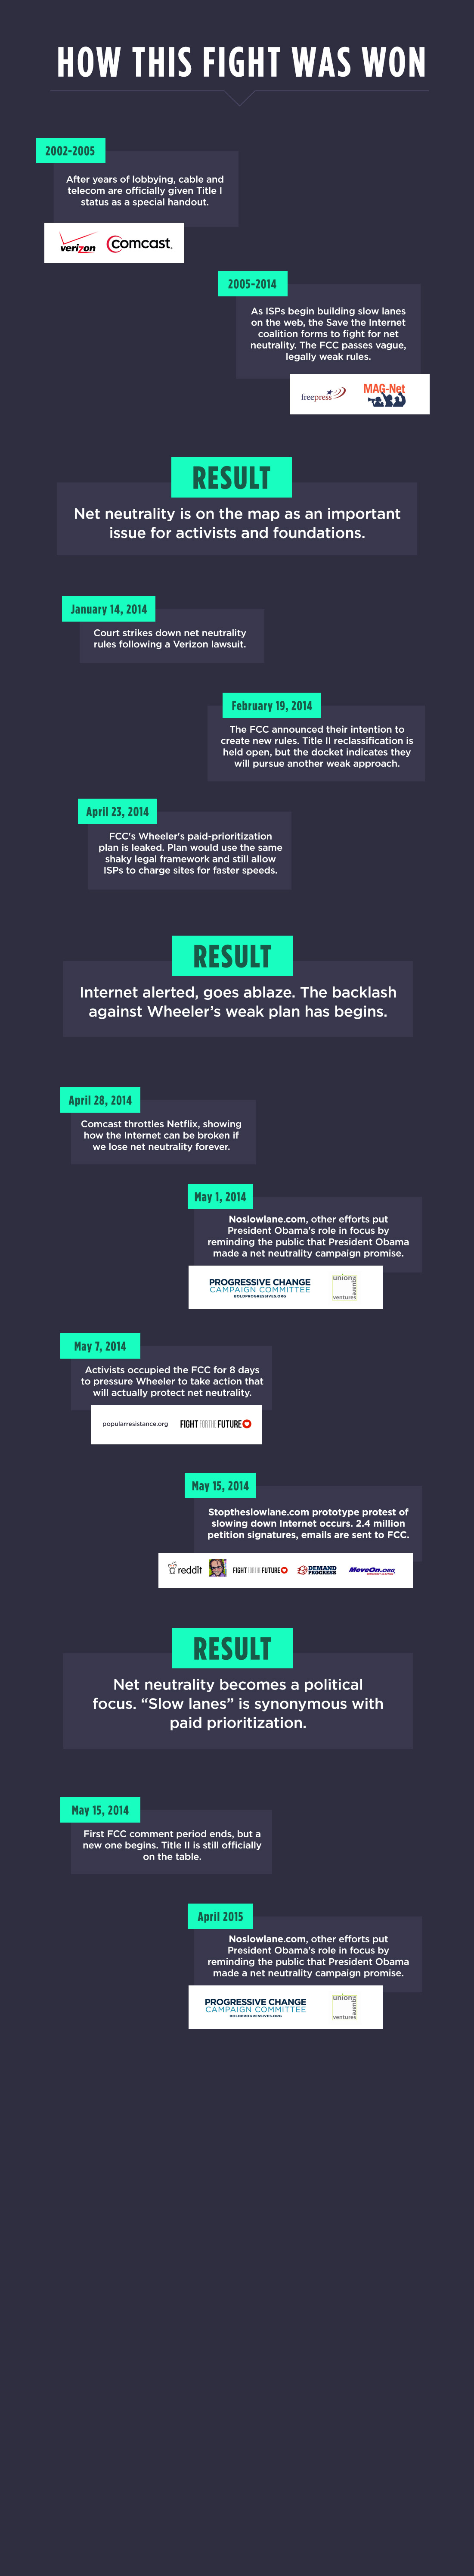 HOW THIS FIGHT WAS WON
2002-2005
After years of lobbying, cable and
telecom are officially given Title I
status as a special handout.
verizon
comcast.
2005-2014
As ISPs begin building slow lanes
on the web, the Save the Internet
coalition forms to fight for net
neutrality. The FCC passes vague,
legally weak rules.
freepress
MAG-Net
RESULT
Net neutrality is on the map as an important
issue for activists and foundations.
January 14, 2014
Court strikes down net neutrality
rules following a Verizon lawsuit.
February 19, 2014
The FCC announced their intention to
create new rules. Title II reclassification is
held open, but the docket indicates they
will pursue another weak approach.
April 23, 2014
FCC's Wheeler's paid-prioritization
plan is leaked. Plan would use the same
shaky legal framework and still allow
ISPs to charge sites for faster speeds.
RESULT
Internet alerted, goes ablaze. The backlash
against Wheeler’s weak plan has begins.
April 28, 2014
Comcast throttles Netflix, showing
how the Internet can be broken if
we lose net neutrality forever.
May 1, 2014
Noslowlane.com, other efforts put
President Obama's role in focus by
reminding the public that President Obama
made a net neutrality campaign promise.
PROGRESSIVE CHANGE
CAMPAIGN COMMITTEE
BOLDPROGRESSIVES.ORG
union
square
ventures
May 7, 2014
Activists occupied the FCC for 8 days
to pressure Wheeler to take action that
will actually protect net neutrality.
popularresistance.org
FIGHT FOR THE FUTURE
May 15, 2014
Stoptheslowlane.com prototype protest of
slowing down Internet occurs. 2.4 million
petition signatures, emails are sent to FCC.
reddit
FIGHT FOR THE FUTURE
DEMAND
PROGRESS
MoveOn.ORG
RESULT
Net neutrality becomes a political
focus. “Slow lanes” is synonymous with
paid prioritization.
May 15, 2014
First FCC comment period ends, but a
new one begins. Title II is still officially
on the table.
April 2015
Noslowlane.com, other efforts put
President Obama's role in focus by
reminding the public that President Obama
made a net neutrality campaign promise.
PROGRESSIVE CHANGE
CAMPAIGN COMMITTEE
BOLDPROGRESSIVES.ORG
union
square
ventures